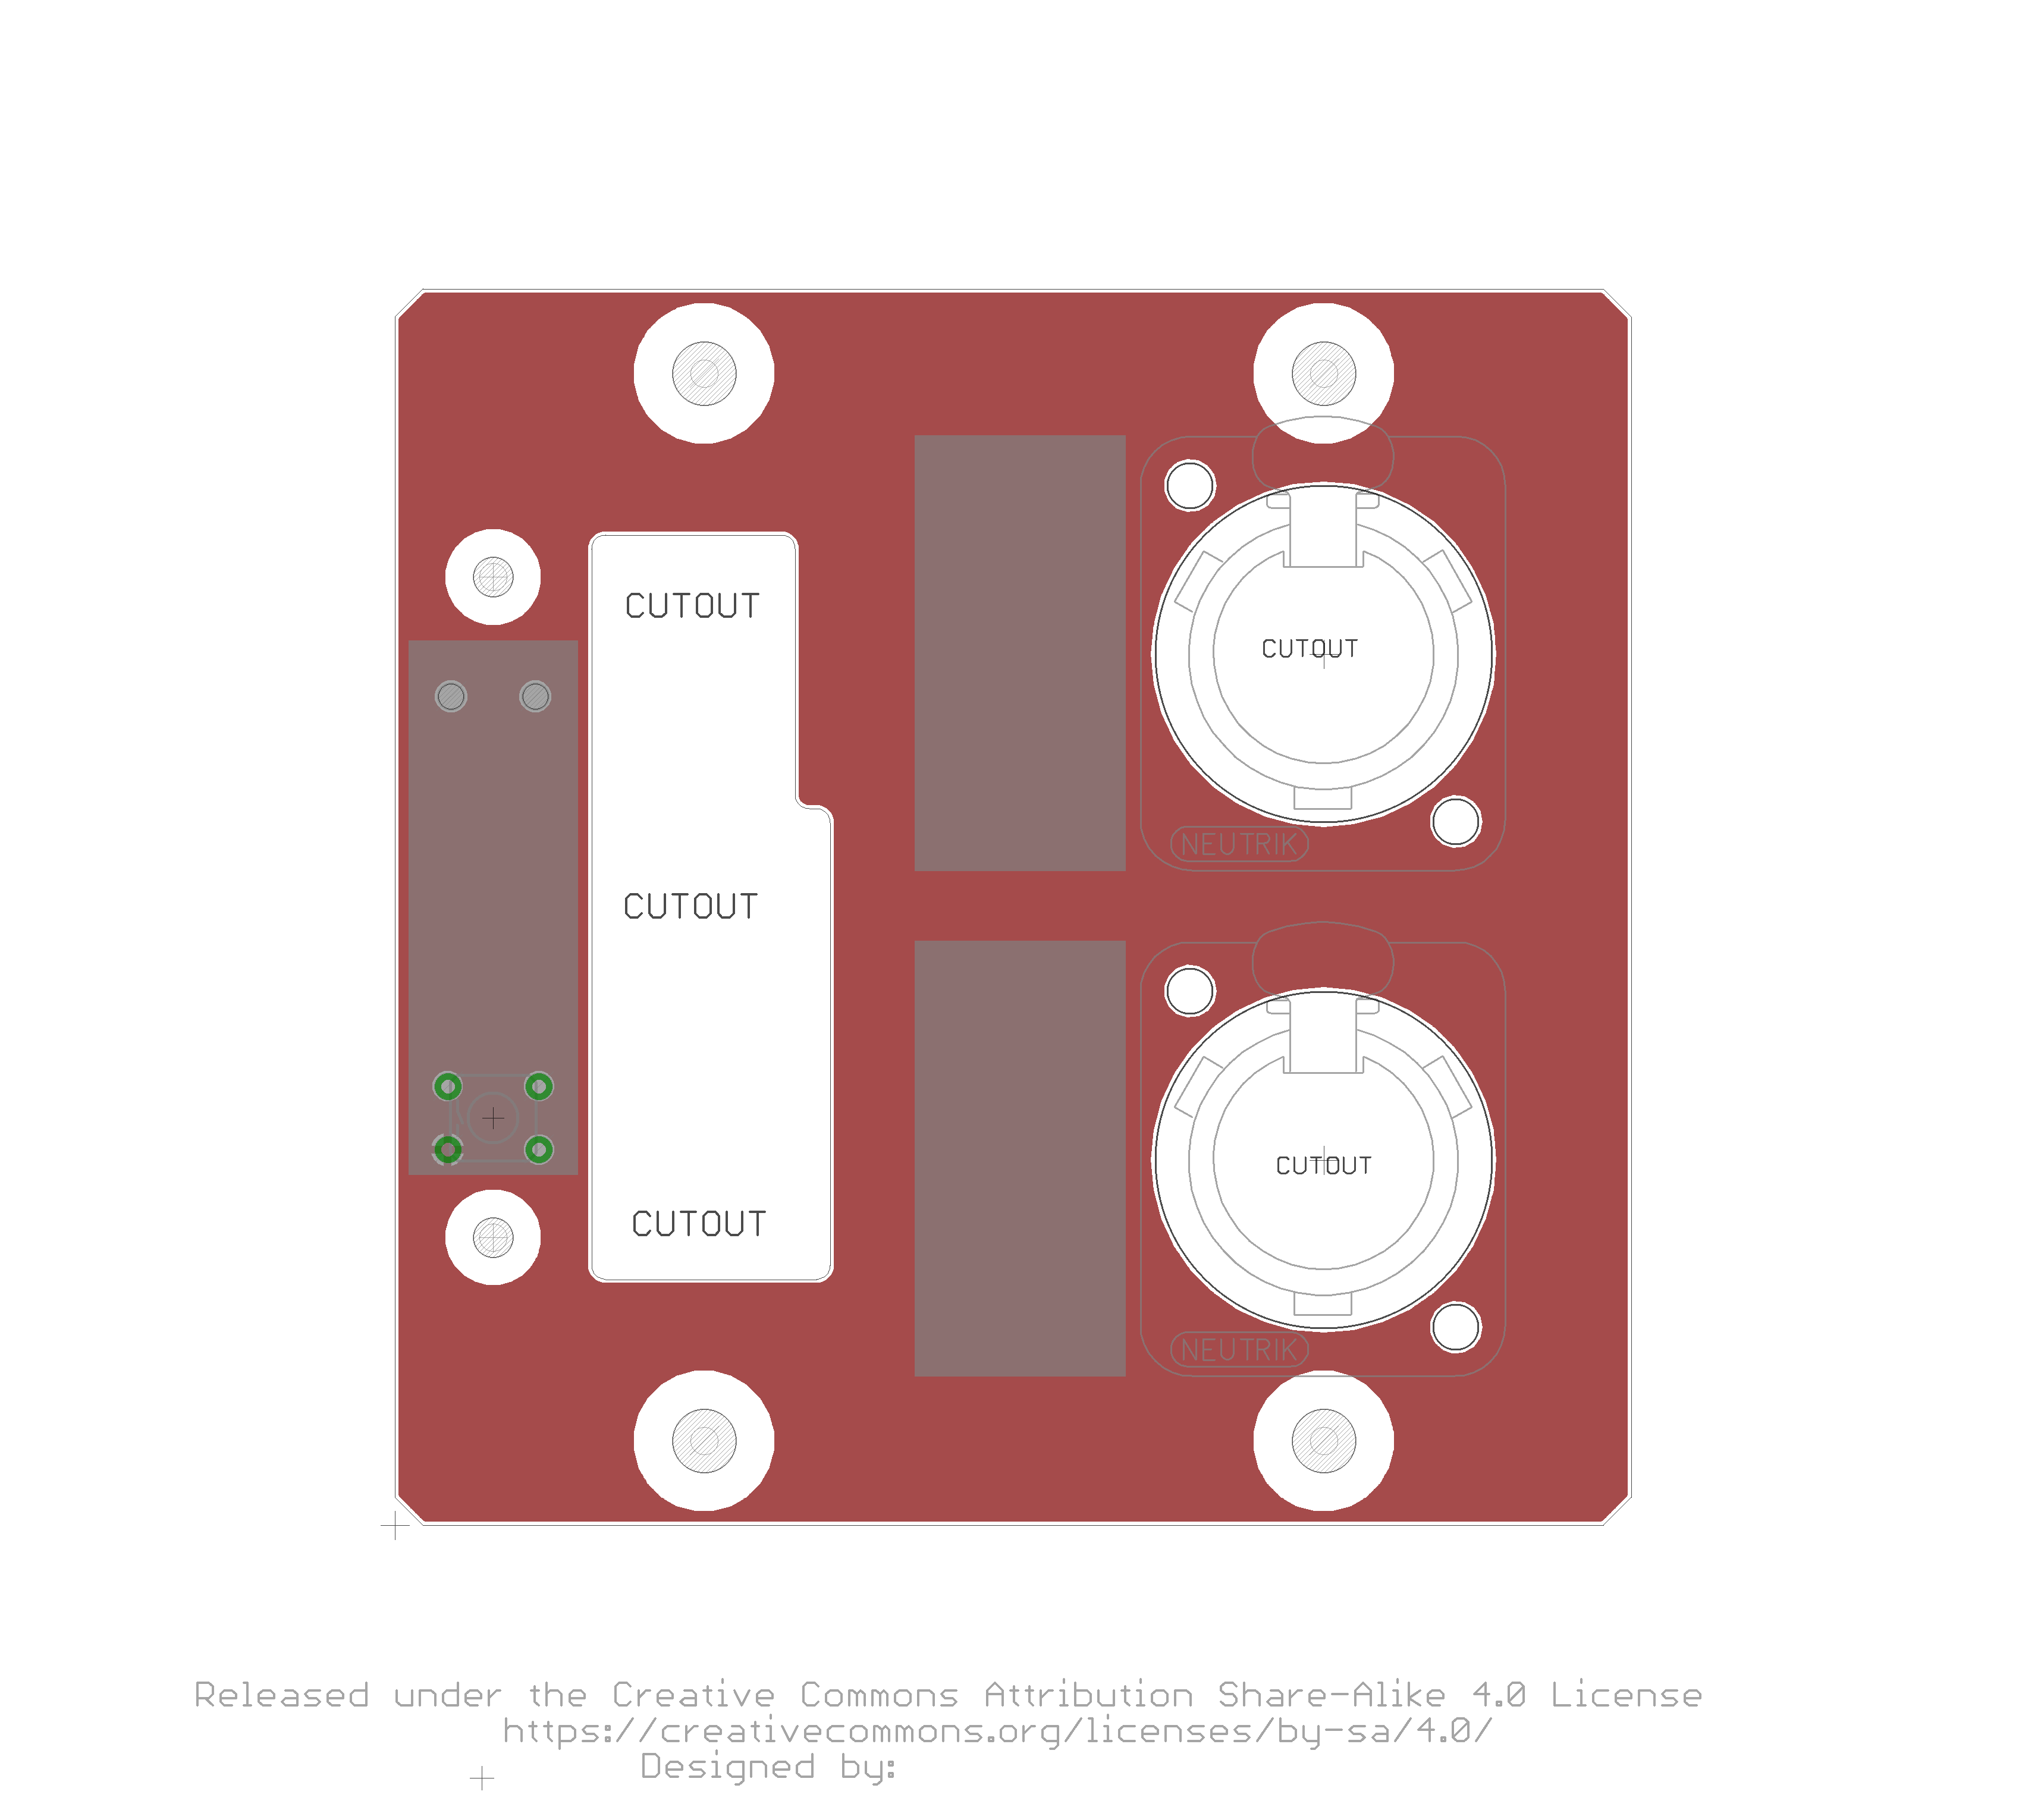 CUTOUT
CUTOUT
NEUTRIK
CUTOUT
CUTOUT
CUTOUT
NEUTRIK
Released under the Creative Commons Attribution Share-Alike 4.0 License
https://creativecommons.org/licenses/by-sa/4.0/
Designed by: